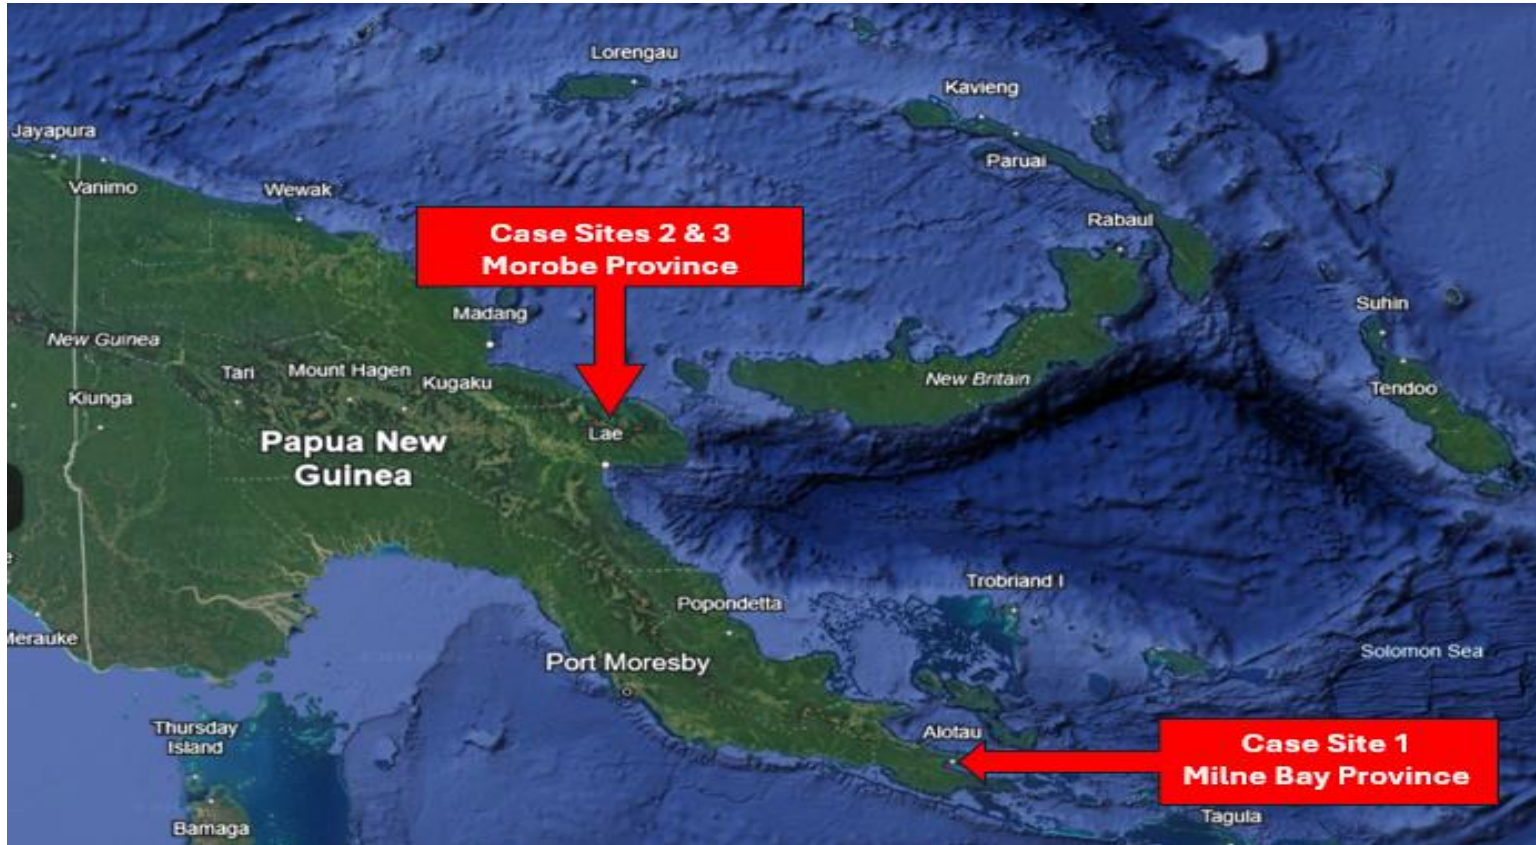 Lorengau
Kavieng
Jayapura
Paruai
Vanimo
Wewak
Rabaul
Case Sites 2 & 3
Morobe Province
Madang
Suhin
New Guinea
Tari
Mount Hagen
Kugaku
New Britain
Tendoo
Kiunga
Lae
Papua New
Guinea
Trobriand I
Popondetta
Merauke
Port Moresby
Solomon Sea
Thursday
Island
Alotau
Case Site 1
Milne Bay Province
Tagula
Bamaga